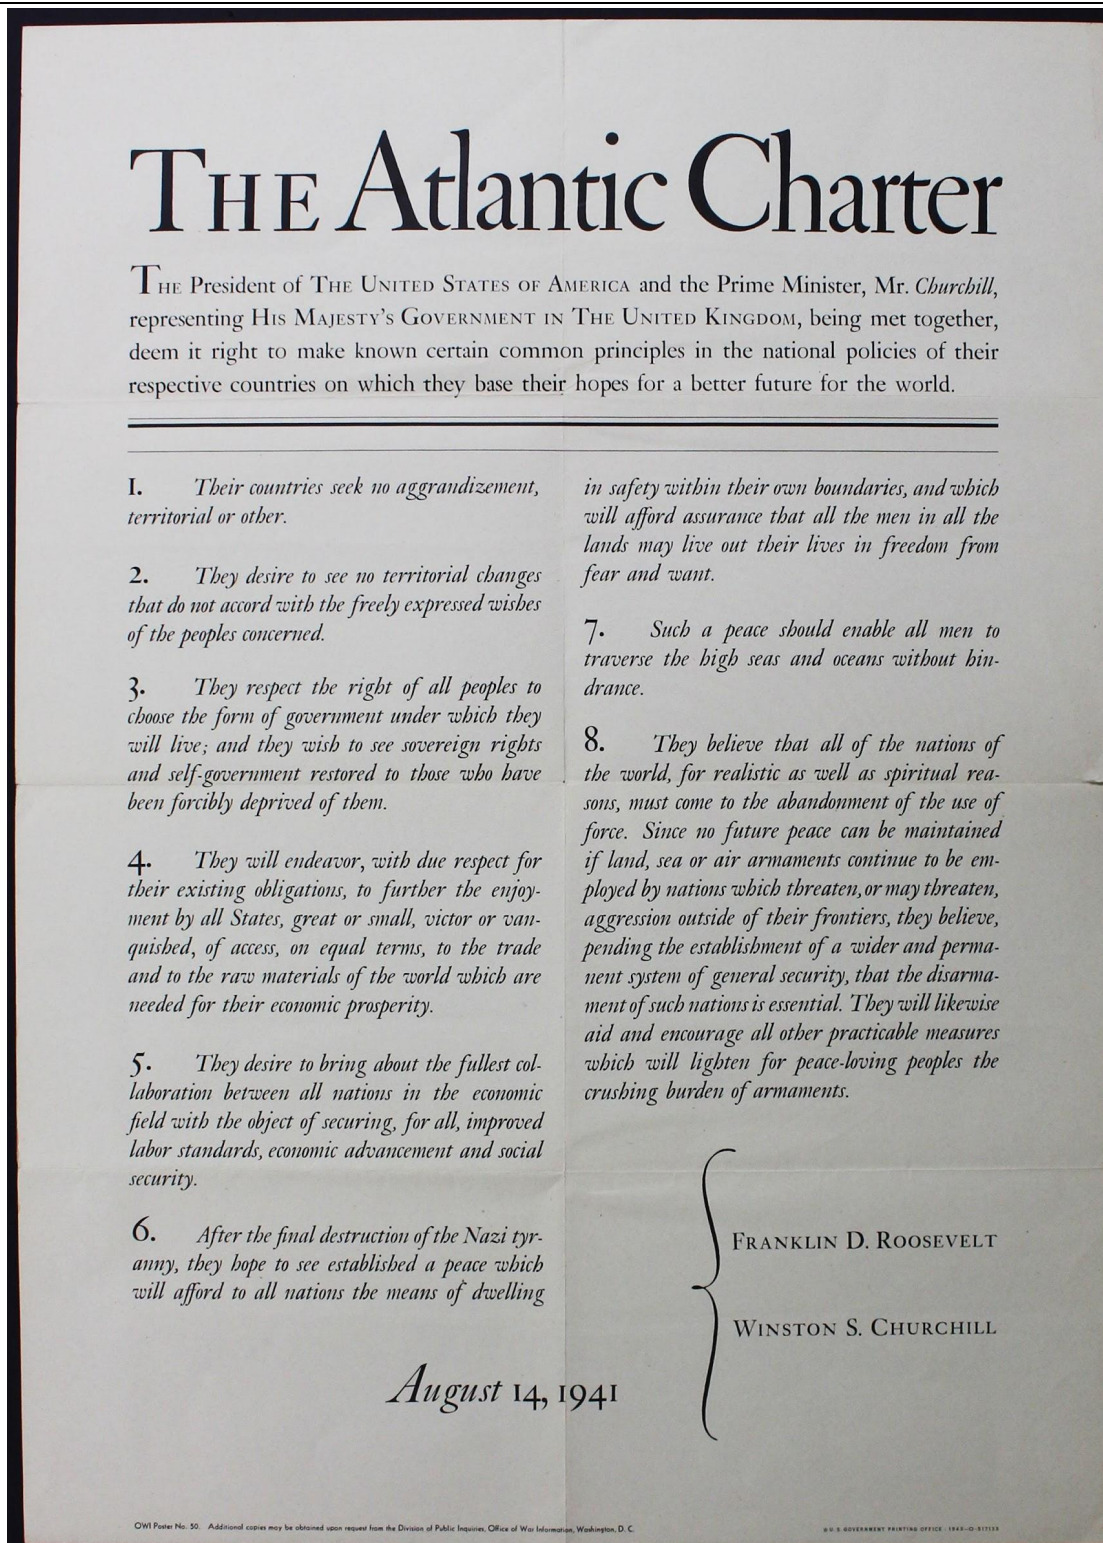 THE Atlantic Charter
THE President of THE UNITED STATES OF AMERICA and the Prime Minister, Mr. Churchill,
representing HIS MAJESTY'S GOVERNMENT IN THE UNITED KINGDOM, being met together,
deem it right to make known certain common principles in the national policies of their
respective countries on which they base their hopes for a better future for the world.
1. Their countries seek no aggrandizement,
territorial or other.
2. They desire to see no territorial changes
that do not accord with the freely expressed wishes
of the peoples concerned.
3. They respect the right of all peoples to
choose the form of government under which they
will live; and they wish to see sovereign rights
and self-government restored to those who have
been forcibly deprived of them.
4. They will endeavor, with due respect for
their existing obligations, to further the enjoy-
ment by all States, great or small, victor or van-
quished, of access, on equal terms, to the trade
and to the raw materials of the world which are
needed for their economic prosperity.
5. They desire to bring about the fullest col-
laboration between all nations in the economic
field with the object of securing, for all, improved
labor standards, economic advancement and social
security.
6. After the final destruction of the Nazi tyr-
anny, they hope to see established a peace which
will afford to all nations the means of dwelling
in safety within their own boundaries, and which
will afford assurance that all the men in all the
lands may live out their lives in freedom from
fear and want.
7. Such a peace should enable all men to
traverse the high seas and oceans without hin-
drance.
8. They believe that all of the nations of
the world, for realistic as well as spiritual rea-
sons, must come to the abandonment of the use of
force. Since no future peace can be maintained
if land, sea or air armaments continue to be em-
ployed by nations which threaten, or may threaten,
aggression outside of their frontiers, they believe,
pending the establishment of a wider and perma-
nent system of general security, that the disarma-
ment of such nations is essential. They will likewise
aid and encourage all other practicable measures
which will lighten for peace-loving peoples the
crushing burden of armaments.
FRANKLIN D. ROOSEVELT
WINSTON S. CHURCHILL
August 14, 1941
OWI Poster No. 50. Additional copies may be obtained upon request from the Division of Public Inquiries, Office of War Information, Washington, D. C.
U. S. GOVERNMENT PRINTING OFFICE